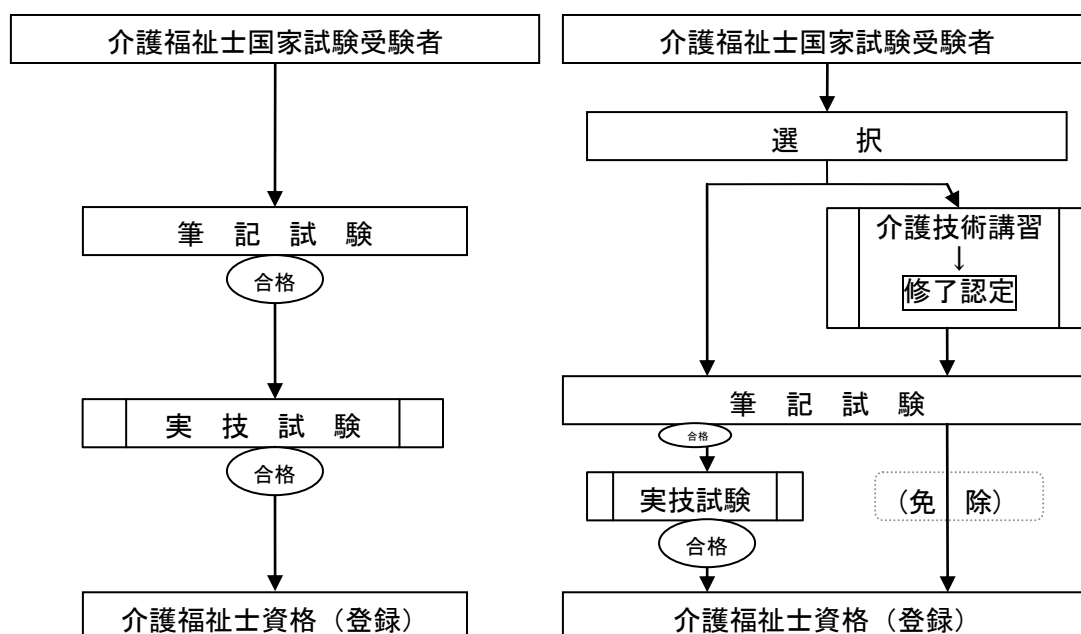 介護福祉士国家試験受験者
筆 記 試 験
合格
実 技 試 験
合格
介護福祉士資格（登録）
介護福祉士国家試験受験者
選 択
介護技術講習
↓
修了認定
筆 記 試 験
合格
実技試験
（免 除）
合格
介護福祉士資格（登録）